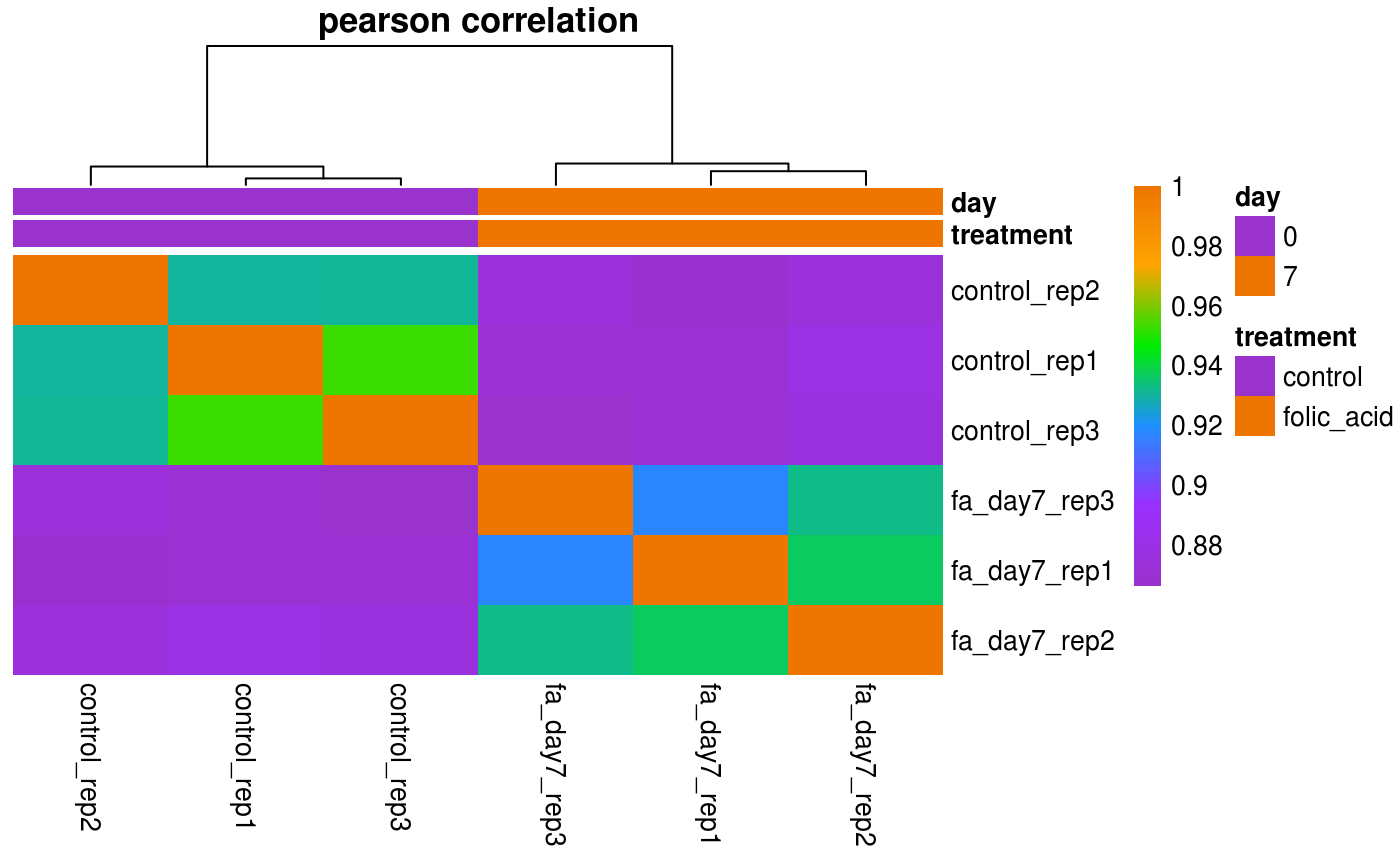 pearson correlation
day
treatment
control_rep2
control_rep1
control_rep3
fa_day7_rep3
fa_day7_rep1
fa_day7_rep2
control_rep2
control_rep1
control_rep3
fa_day7_rep3
fa_day7_rep1
fa_day7_rep2
1
0.98
0.96
0.94
0.92
0.9
0.88
day
0
7
treatment
control
folic_acid